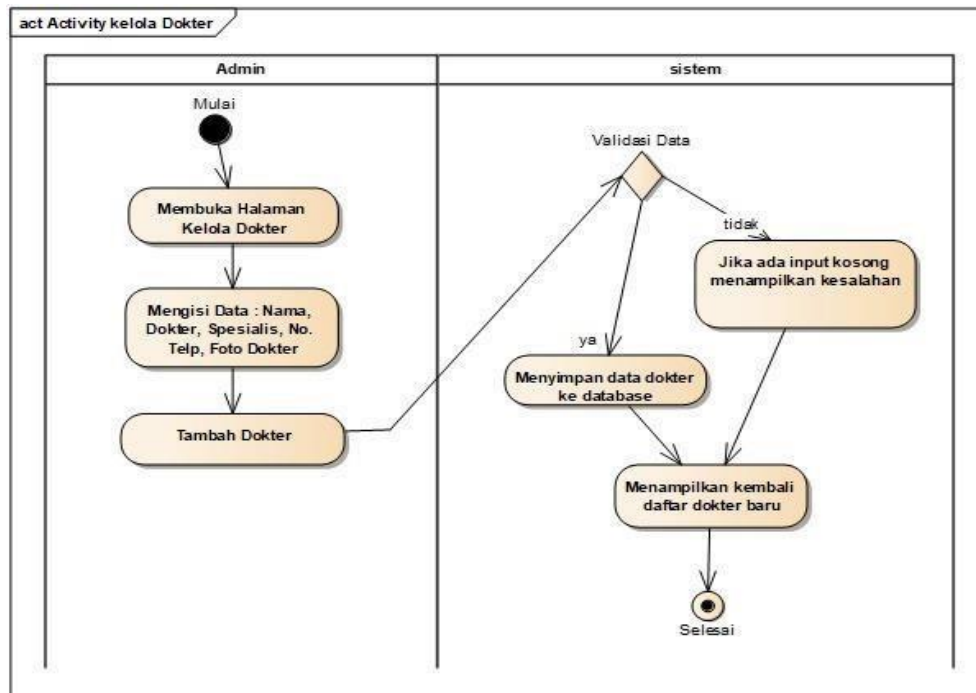 act Activity kelola Dokter
Admin
sistem
Mulai
Membuka Halaman
Kelola Dokter
Mengisi Data : Nama,
Dokter, Spesialis, No.
Telp, Foto Dokter
Tambah Dokter
Validasi Data
tidak
Jika ada input kosong
menampilkan kesalahan
ya
Menyimpan data dokter
ke database
Menampilkan kembali
daftar dokter baru
Selesai